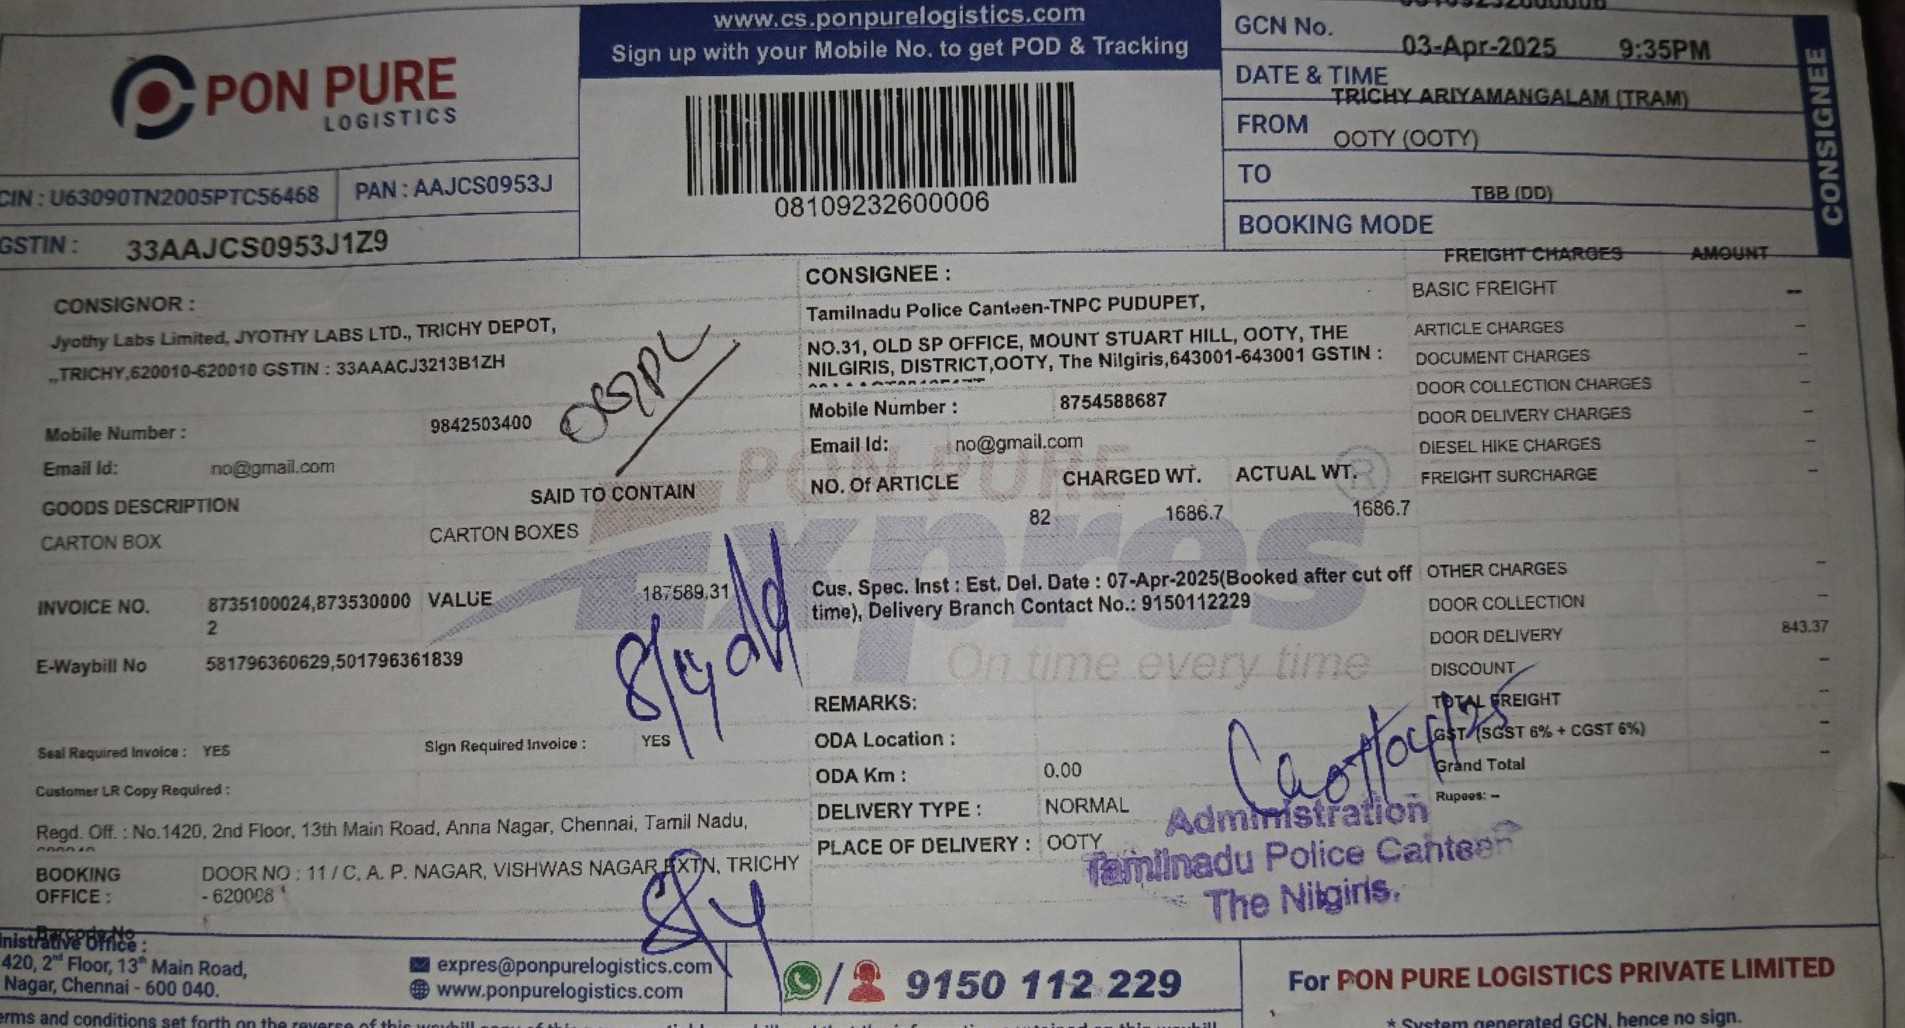 www.cs.ponpurelogistics.com
Sign up with your Mobile No. to get POD & Tracking
PON PURE
LOGISTICS
CIN : U63090TN2005PTC56468
PAN : AAJCS0953J
GSTIN : 33AAJCS0953J1Z9
08109232600006
GCN No.
03-Apr-2025 9:35PM
DATE & TIME
TRICHY ARIYAMANGALAM (TRAM)
FROM
OOTY (OOTY)
TO
TBB (DD)
BOOKING MODE
CONSIGNEE
CONSIGNOR :
Jyothy Labs Limited, JYOTHY LABS LTD., TRICHY DEPOT,
,,TRICHY,620010-620010 GSTIN : 33AAACJ3213B1ZH
Mobile Number : 9842503400
Email Id: no@gmail.com
GOODS DESCRIPTION
SAID TO CONTAIN
CARTON BOX
CARTON BOXES
CONSIGNEE :
Tamilnadu Police Canteen-TNPC PUDUPET,
NO.31, OLD SP OFFICE, MOUNT STUART HILL, OOTY, THE
NILGIRIS, DISTRICT,OOTY, The Nilgiris,643001-643001 GSTIN :
Mobile Number : 8754588687
Email Id: no@gmail.com
NO. Of ARTICLE CHARGED WT. ACTUAL WT.
82 1686.7 1686.7
PON PURE
Expres
On time every time
INVOICE NO. 8735100024,873530000
2
VALUE 187589.31
E-Waybill No 581796360629,501796361839
Cus. Spec. Inst : Est. Del. Date : 07-Apr-2025(Booked after cut off
time), Delivery Branch Contact No.: 9150112229
Seal Required Invoice : YES
Sign Required Invoice : YES
Customer LR Copy Required :
REMARKS:
ODA Location :
ODA Km : 0.00
DELIVERY TYPE : NORMAL
PLACE OF DELIVERY : OOTY
Regd. Off. : No.1420, 2nd Floor, 13th Main Road, Anna Nagar, Chennai, Tamil Nadu,
BOOKING
OFFICE :
DOOR NO : 11 / C, A. P. NAGAR, VISHWAS NAGAR EXTN, TRICHY
- 620008
Barcode No
FREIGHT CHARGES AMOUNT
BASIC FREIGHT --
ARTICLE CHARGES -
DOCUMENT CHARGES -
DOOR COLLECTION CHARGES -
DOOR DELIVERY CHARGES -
DIESEL HIKE CHARGES -
FREIGHT SURCHARGE -
OTHER CHARGES -
DOOR COLLECTION -
DOOR DELIVERY 843.37
DISCOUNT -
TOTAL FREIGHT -
GST (SGST 6% + CGST 6%) -
Grand Total -
Rupees: --
Administration
Tamilnadu Police Canteen
The Nilgiris.
Office :
420, 2nd Floor, 13th Main Road,
Nagar, Chennai - 600 040.
expres@ponpurelogistics.com
www.ponpurelogistics.com
9150 112 229
For PON PURE LOGISTICS PRIVATE LIMITED
* System generated GCN, hence no sign.